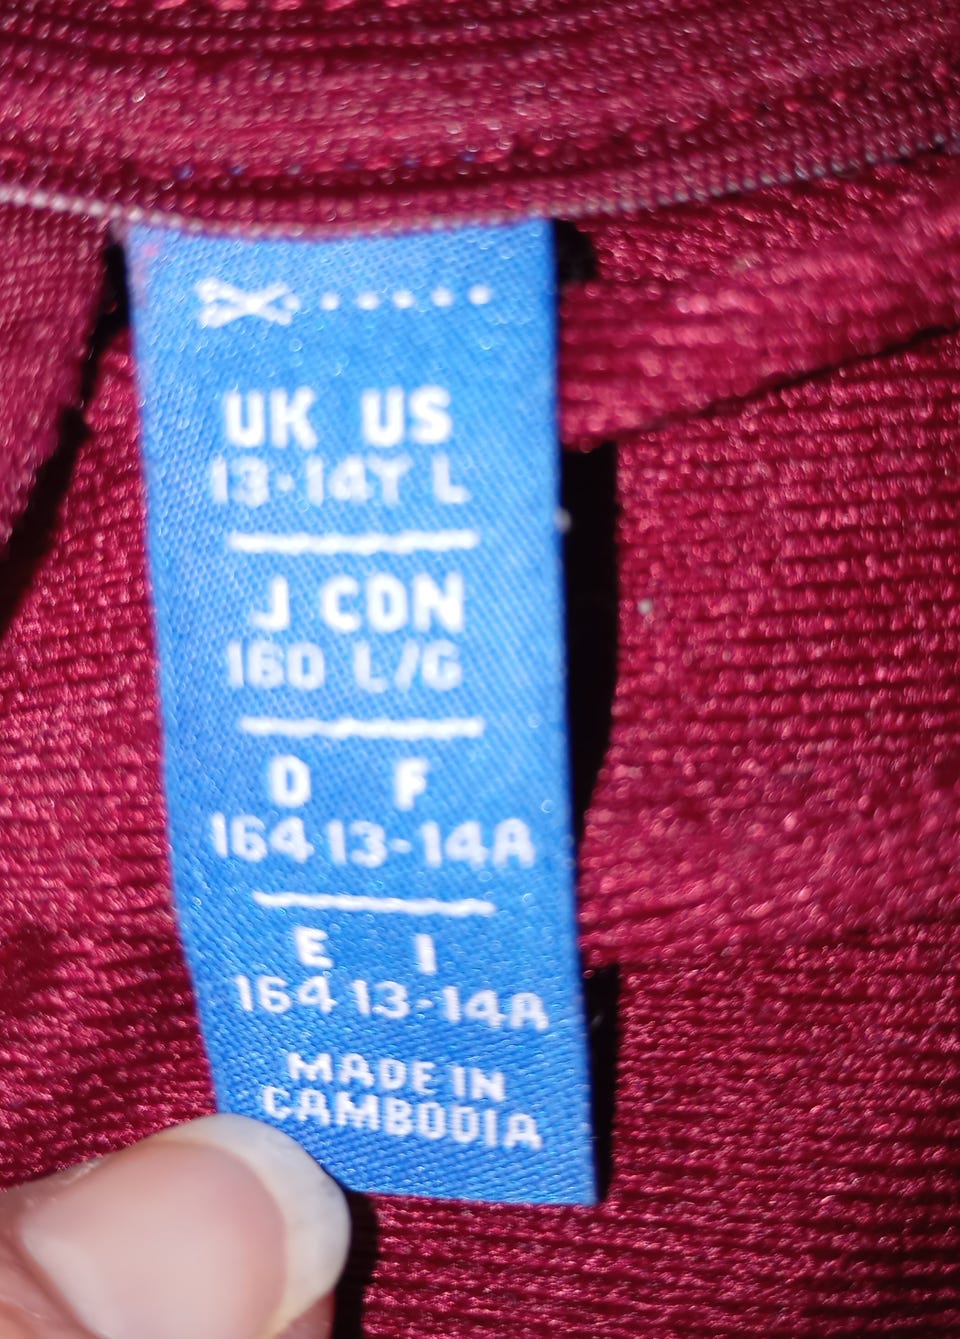 UK US
13-14Y L
J CDN
160 L/G
D F
164 13-14A
E I
164 13-14A
MADE IN
CAMBODIA